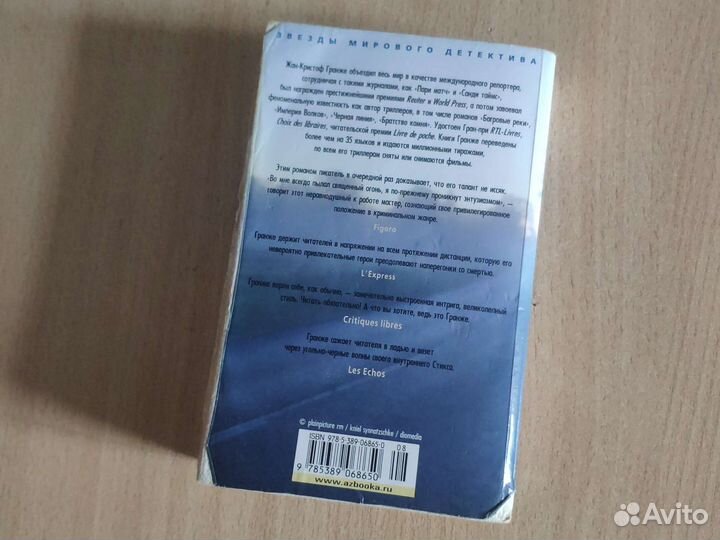 ЗВЕЗДЫ МИРОВОГО ДЕТЕКТИВА
Жан-Кристоф Гранже объездил весь мир в качестве международного репортера,
сотрудничая с такими журналами, как «Пари матч» и «Санди таймс»,
был награжден престижнейшими премиями Reuter и World Press, а потом завоевал
феноменальную известность как автор триллеров, в том числе романов «Багровые реки»,
«Империя Волков», «Черная линия», «Братство камня». Удостоен Гран-при RTL-Livres,
Choix des libraires, читательской премии Livre de poche. Книги Гранже переведены
более чем на 35 языков и издаются миллионными тиражами,
по всем его триллерам сняты или снимаются фильмы.
Этим романом писатель в очередной раз доказывает, что его талант не иссяк.
«Во мне всегда пылал священный огонь, я по-прежнему проникнут энтузиазмом», —
говорит этот неравнодушный к работе мастер, сознающий свое привилегированное
положение в криминальном жанре.
Figaro
Гранже держит читателей в напряжении на всем протяжении дистанции, которую его
невероятно привлекательные герои преодолевают наперегонки со смертью.
L'Express
Гранже верен себе, как обычно, — замечательно выстроенная интрига, великолепный
стиль. Читать обязательно! А что вы хотите, ведь это Гранже.
Critiques libres
Гранже сажает читателя в ладью и везет
через угольно-черные волны своего внутреннего Стикса.
Les Echos
© plainpicture rm / kniel synnatzschke / diomedia
ISBN 978-5-389-06865-0
08
9 785389 068650
www.azbooka.ru
Avito